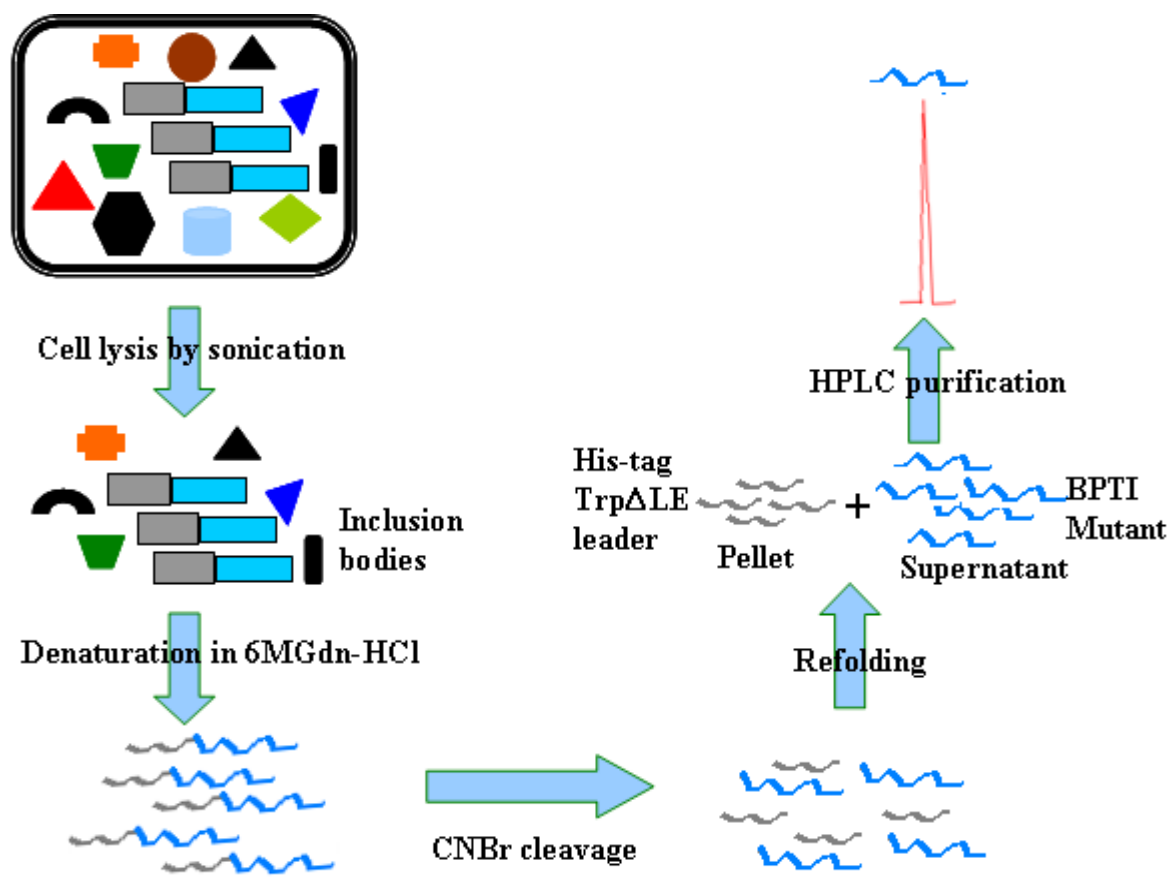 Cell lysis by sonication
Inclusion
bodies
Denaturation in 6MGdn-HCl
CNBr cleavage
Refolding
His-tag
TrpΔLE
leader
Pellet
+
Supernatant
BPTI
Mutant
HPLC purification